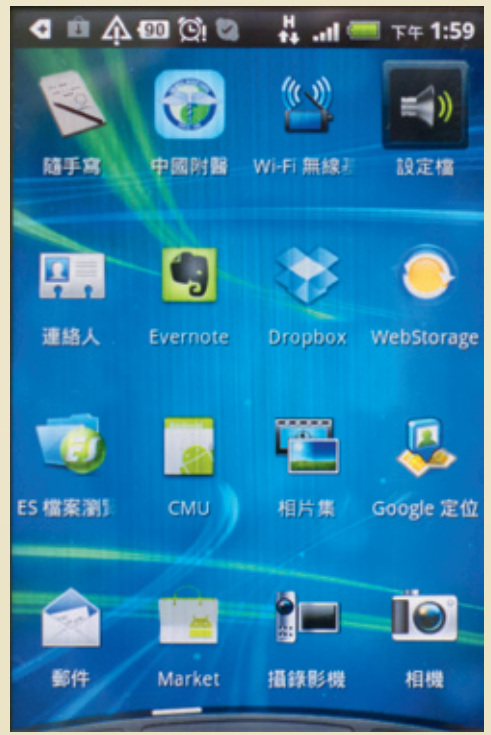 90 H 下午 1:59
隨手寫 中國附醫 Wi-Fi 無線 設定檔
連絡人 Evernote Dropbox WebStorage
ES 檔案瀏覽 CMU 相片集 Google 定位
郵件 Market 攝錄影機 相機